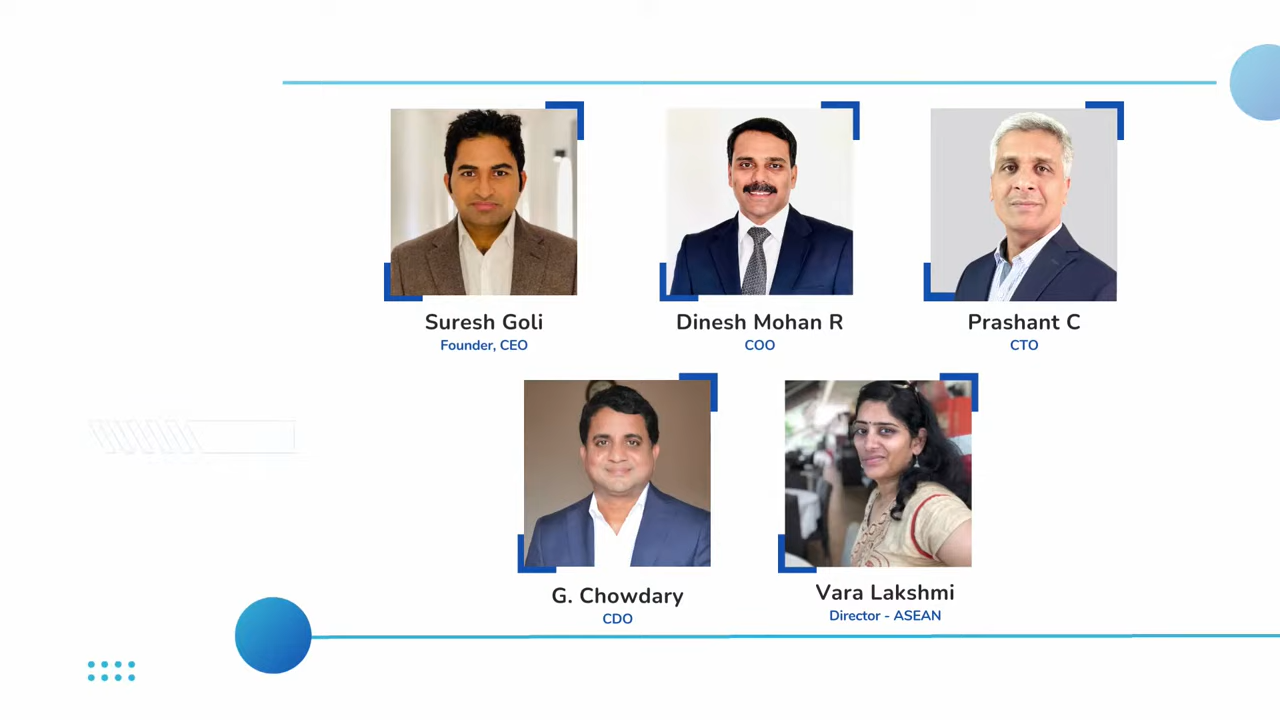 Suresh Goli
Founder, CEO
Dinesh Mohan R
COO
Prashant C
CTO
G. Chowdary
CDO
Vara Lakshmi
Director - ASEAN